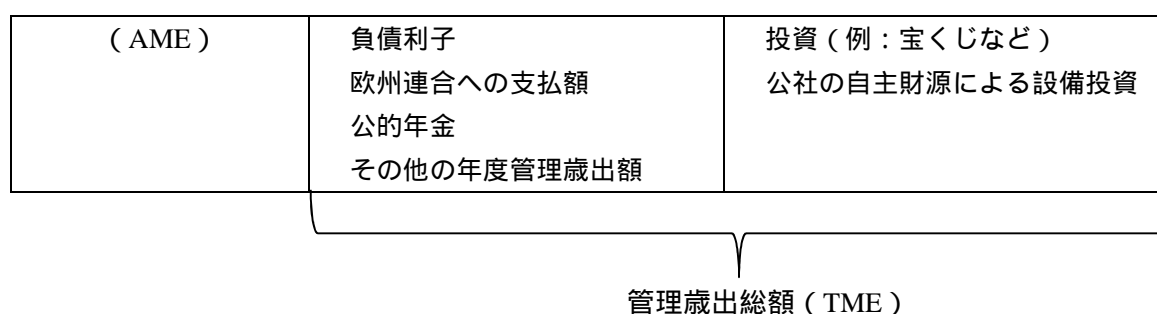 (AME)
負債利子
欧州連合への支払額
公的年金
その他の年度管理歳出額
投資(例:宝くじなど)
公社の自主財源による設備投資
管理歳出総額(TME)